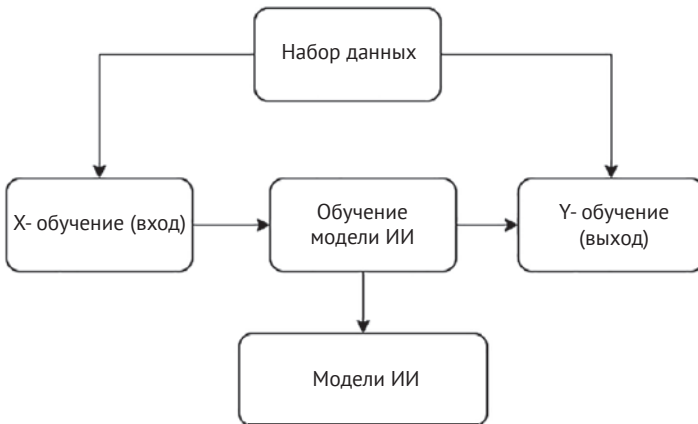 Набор данных
X- обучение (вход)
Обучение
модели ИИ
Y- обучение
(выход)
Модели ИИ